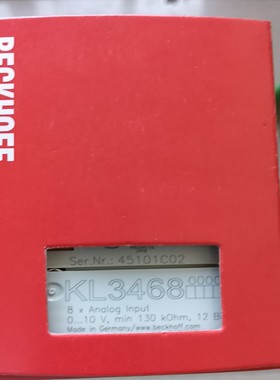 BECKHOFF
Ser.Nr.: 45101C02
KL3468 0000
8 x Analog Input
0...10 V, min 130 kOhm, 12 B
Made in Germany/www.beckhoff.com